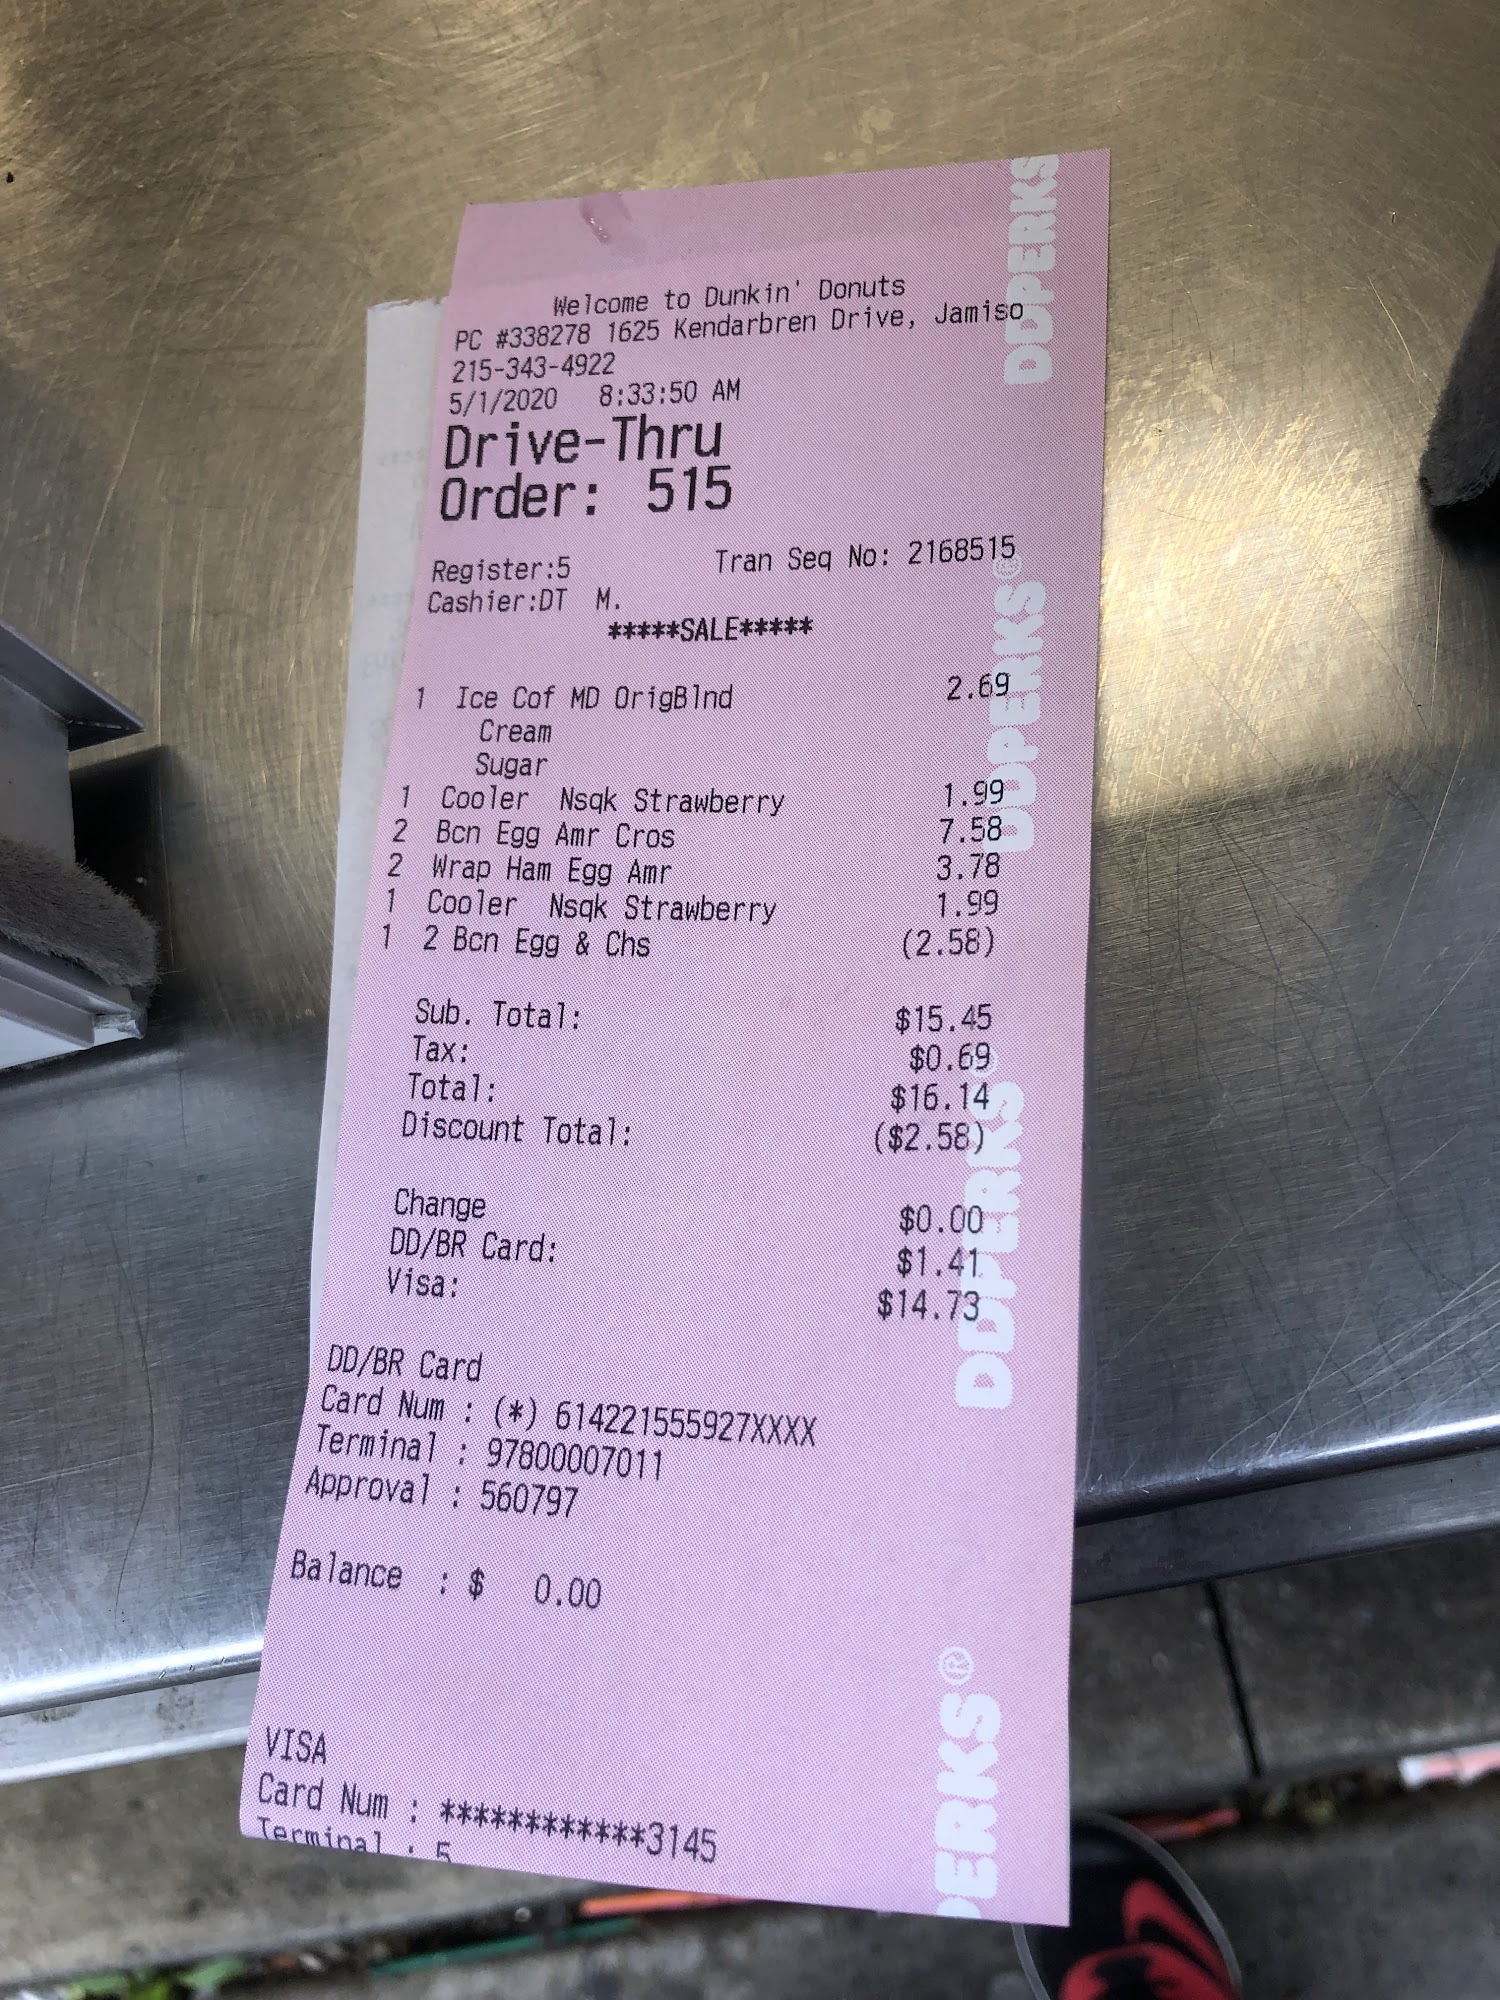 Welcome to Dunkin' Donuts
PC #338278 1625 Kendarbren Drive, Jamiso
215-343-4922
5/1/2020 8:33:50 AM
Drive-Thru
Order: 515
Register:5 Tran Seq No: 2168515
Cashier:DT M.
*****SALE*****
1 Ice Cof MD OrigBlnd 2.69
Cream
Sugar
1 Cooler Nsqk Strawberry 1.99
2 Bcn Egg Amr Cros 7.58
2 Wrap Ham Egg Amr 3.78
1 Cooler Nsqk Strawberry 1.99
1 2 Bcn Egg & Chs (2.58)
Sub. Total: $15.45
Tax: $0.69
Total: $16.14
Discount Total: ($2.58)
Change $0.00
DD/BR Card: $1.41
Visa: $14.73
DD/BR Card
Card Num : (*) 614221555927XXXX
Terminal : 97800007011
Approval : 560797
Balance : $ 0.00
VISA
Card Num : ************3145
Terminal : 5
DDPERKS
DDPERKS®
DDPERKS®
PERKS®